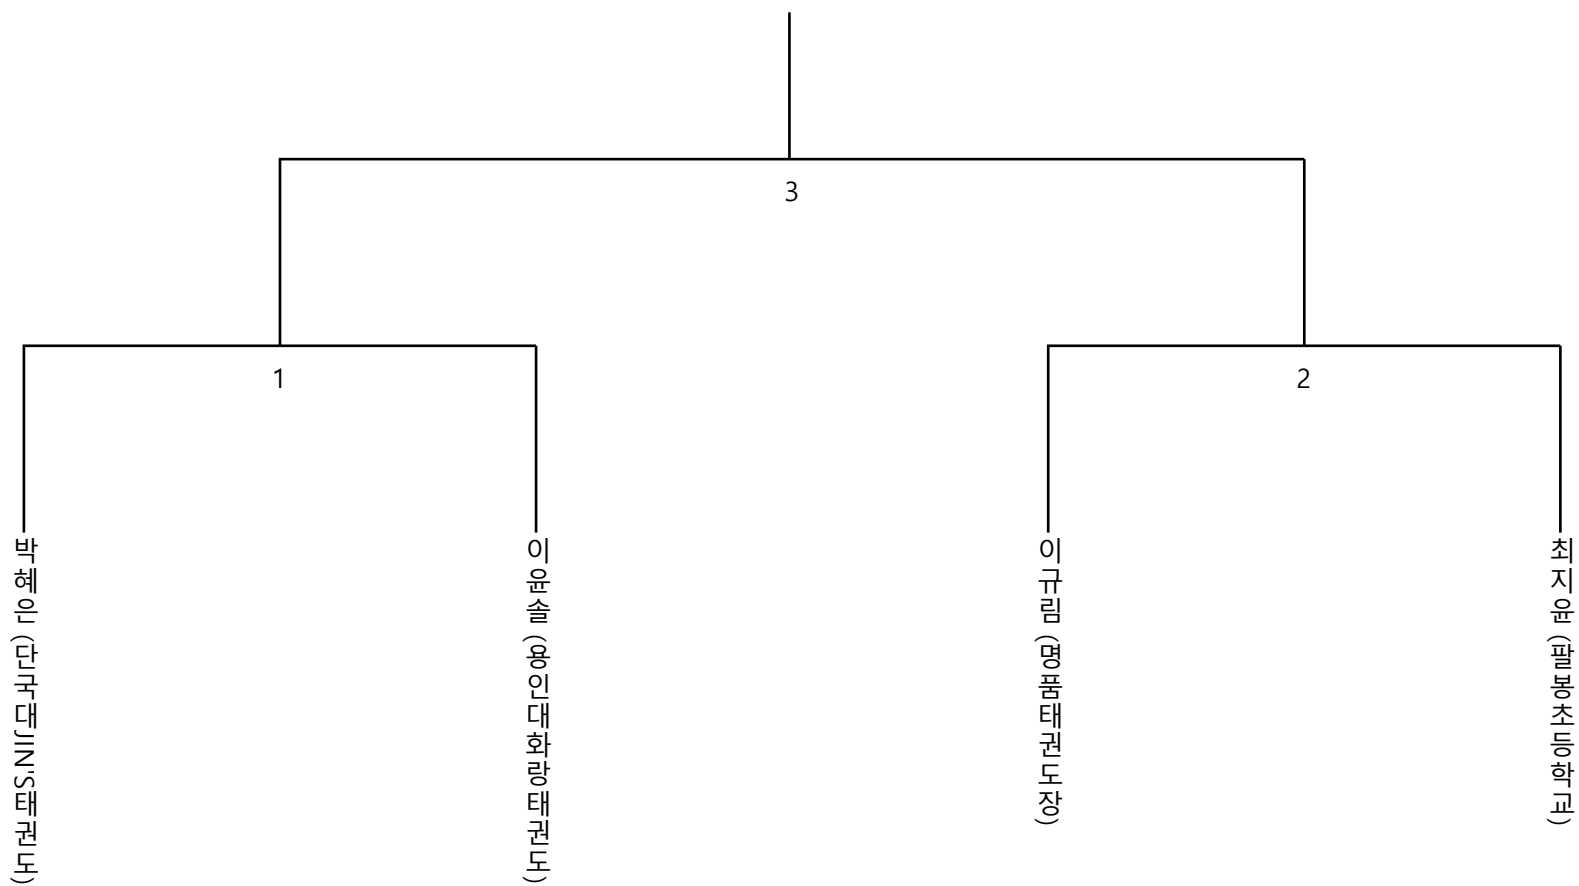 3
1
2
박혜은 (단국대JIN'S태권도)
이윤솔 (용인대화랑태권도)
이규림 (명품태권도장)
최지윤 (팔봉초등학교)